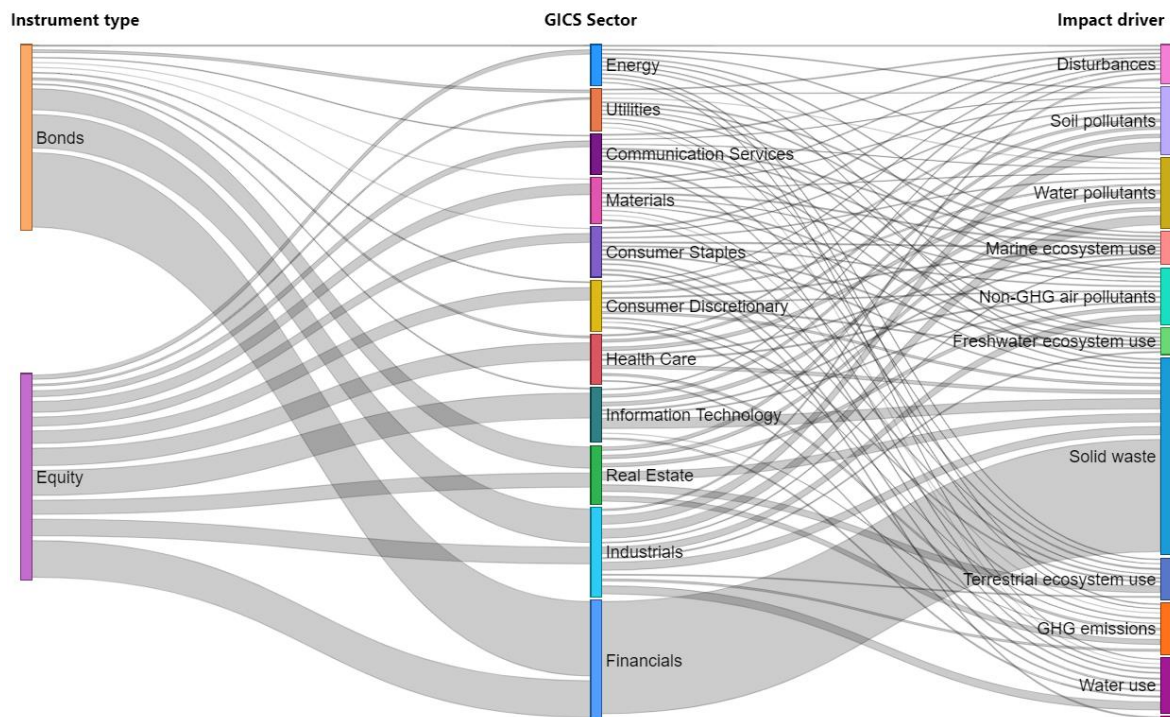 Instrument type
GICS Sector
Impact driver
Bonds
Equity
Energy
Utilities
Communication Services
Materials
Consumer Staples
Consumer Discretionary
Health Care
Information Technology
Real Estate
Industrials
Financials
Disturbances
Soil pollutants
Water pollutants
Marine ecosystem use
Non-GHG air pollutants
Freshwater ecosystem use
Solid waste
Terrestrial ecosystem use
GHG emissions
Water use